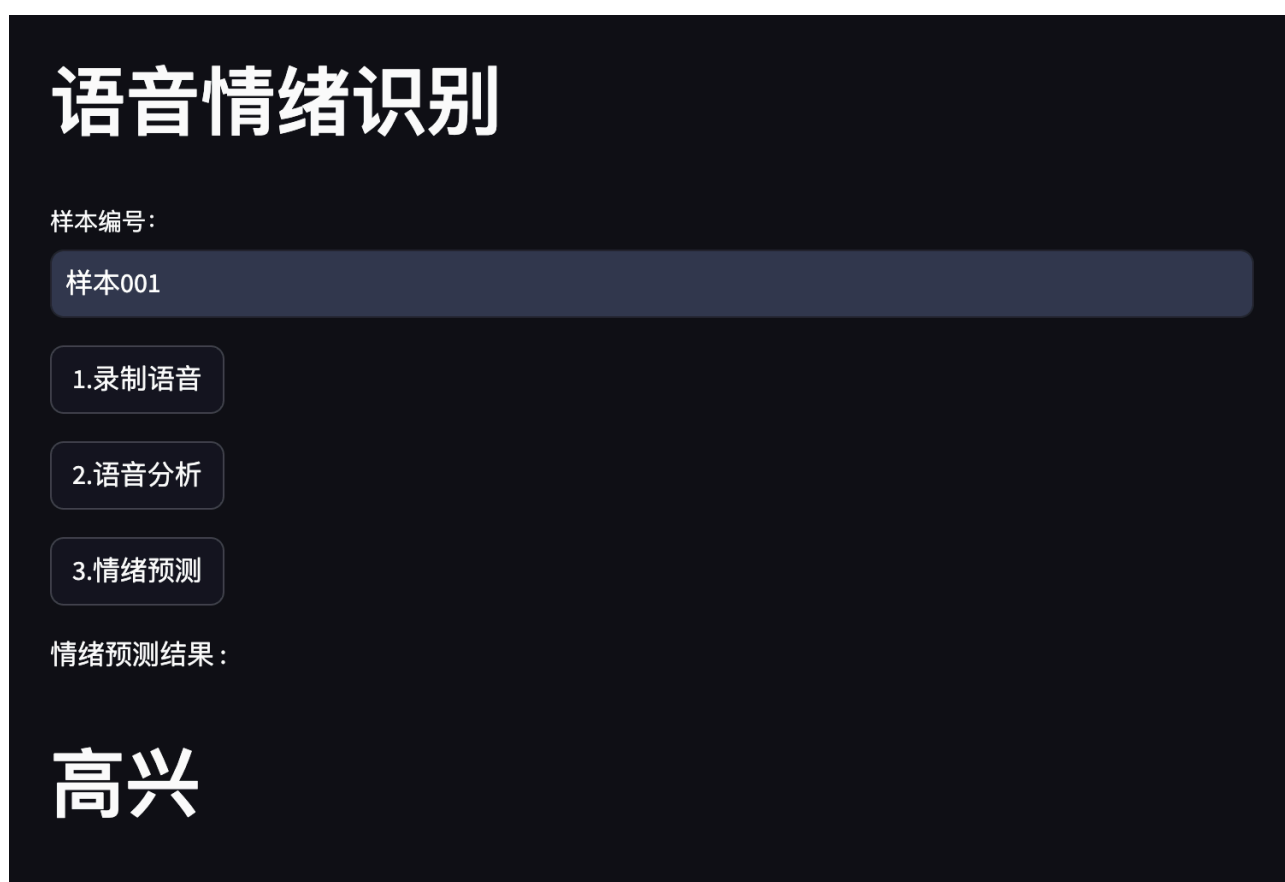 语音情绪识别
样本编号：
样本001
1.录制语音
2.语音分析
3.情绪预测
情绪预测结果 :
高兴